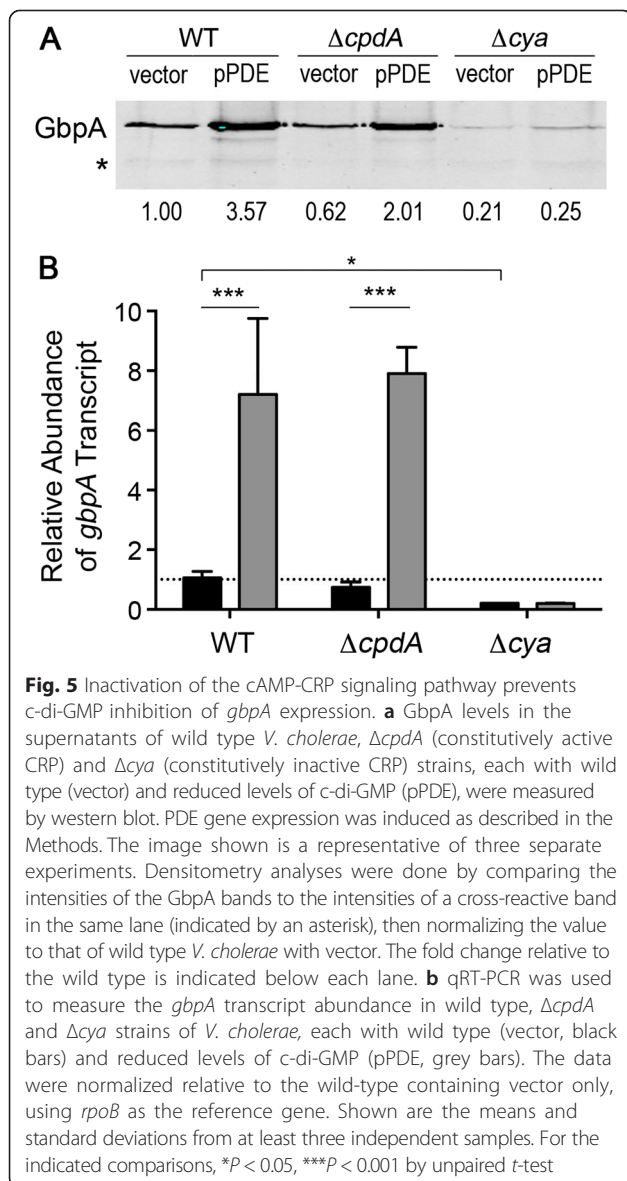 A
WT ΔcpdA Δcya
vector pPDE vector pPDE vector pPDE
GbpA
*
1.00 3.57 0.62 2.01 0.21 0.25
B
*
*** ***
Relative Abundance
of gbpA Transcript
10
8
6
4
2
0
WT ΔcpdA Δcya
Fig. 5 Inactivation of the cAMP-CRP signaling pathway prevents
c-di-GMP inhibition of gbpA expression. a GbpA levels in the
supernatants of wild type V. cholerae, ΔcpdA (constitutively active
CRP) and Δcya (constitutively inactive CRP) strains, each with wild
type (vector) and reduced levels of c-di-GMP (pPDE), were measured
by western blot. PDE gene expression was induced as described in the
Methods. The image shown is a representative of three separate
experiments. Densitometry analyses were done by comparing the
intensities of the GbpA bands to the intensities of a cross-reactive band
in the same lane (indicated by an asterisk), then normalizing the value
to that of wild type V. cholerae with vector. The fold change relative to
the wild type is indicated below each lane. b qRT-PCR was used
to measure the gbpA transcript abundance in wild type, ΔcpdA
and Δcya strains of V. cholerae, each with wild type (vector, black
bars) and reduced levels of c-di-GMP (pPDE, grey bars). The data
were normalized relative to the wild-type containing vector only,
using rpoB as the reference gene. Shown are the means and
standard deviations from at least three independent samples. For the
indicated comparisons, *P < 0.05, ***P < 0.001 by unpaired t-test